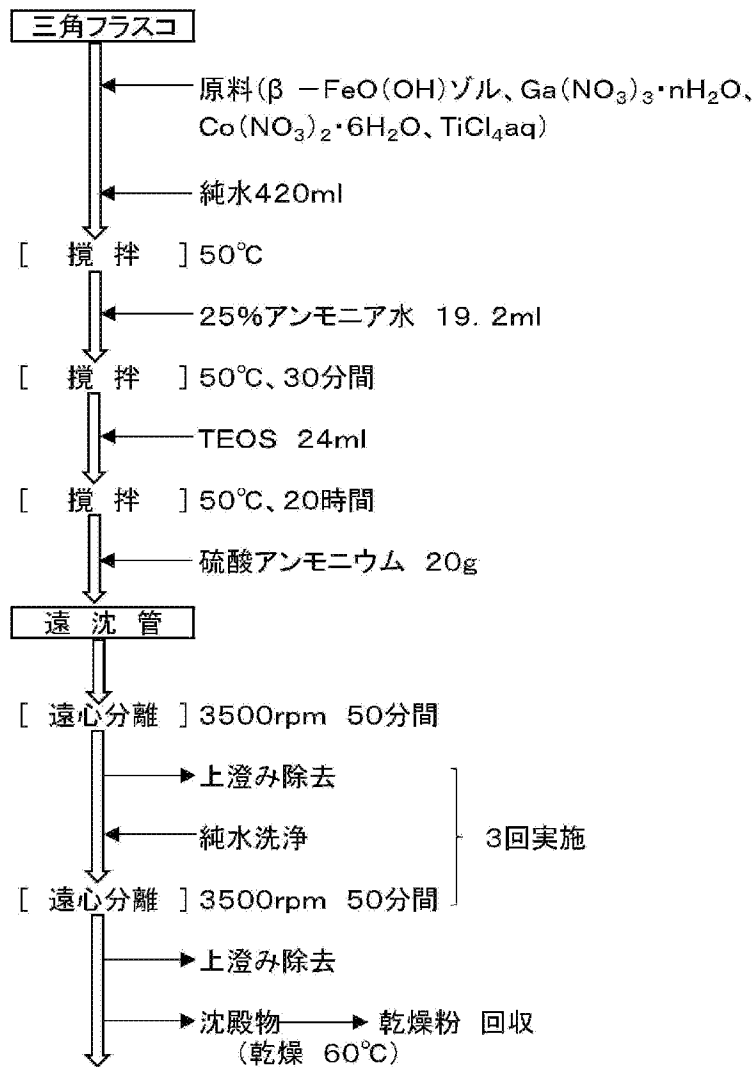 三角フラスコ
原料(β －FeO(OH)ゾル、Ga(NO₃)₃・nH₂O、
Co(NO₃)₂・6H₂O、TiCl₄aq)
純水420ml
[ 撹 拌 ] 50℃
25%アンモニア水 19．2ml
[ 撹 拌 ] 50℃、30分間
TEOS 24ml
[ 撹 拌 ] 50℃、20時間
硫酸アンモニウム 20g
遠 沈 管
[ 遠心分離 ] 3500rpm 50分間
上澄み除去
純水洗浄
3回実施
[ 遠心分離 ] 3500rpm 50分間
上澄み除去
沈殿物 乾燥粉 回収
(乾燥 60℃)